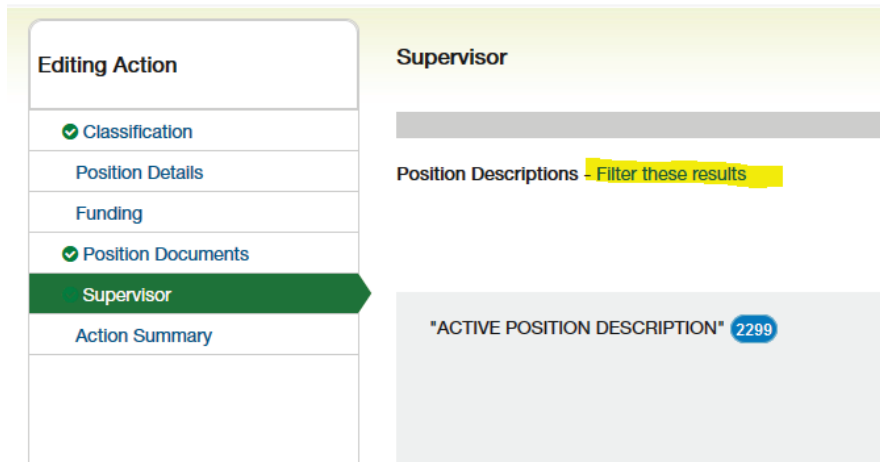 Editing Action
Classification
Position Details
Funding
Position Documents
Supervisor
Action Summary
Supervisor
Position Descriptions - Filter these results
"ACTIVE POSITION DESCRIPTION" 2299